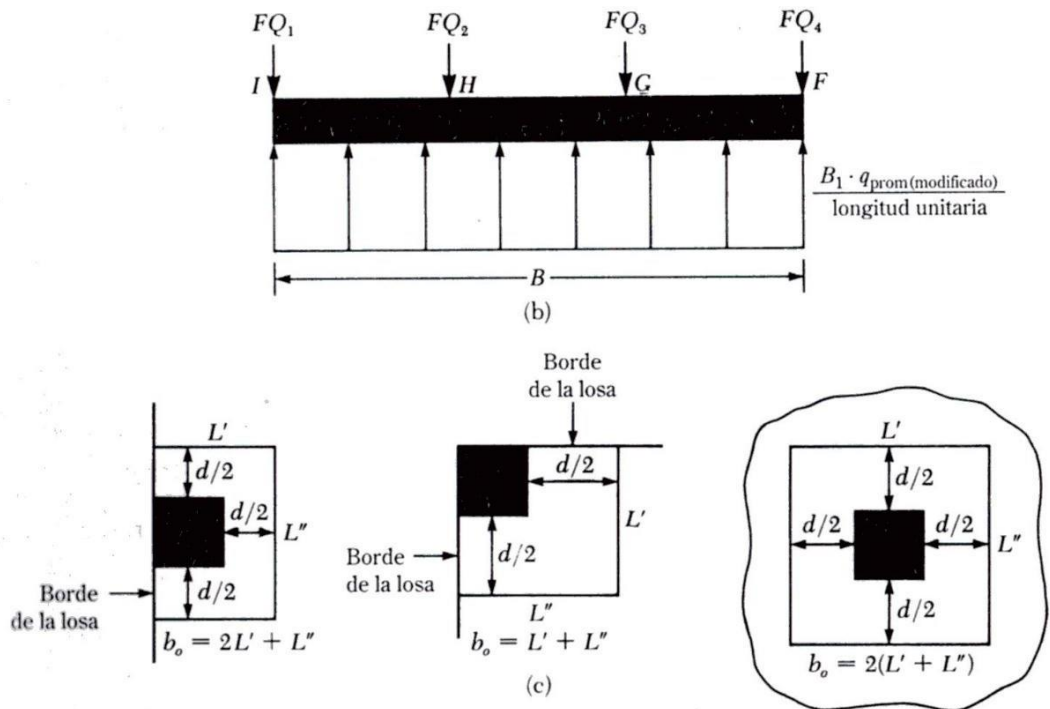 FQ₁ FQ₂ FQ₃ FQ₄
I H G F
B₁ · q_prom(modificado)
longitud unitaria
B
(b)
Borde
de la losa
L′
d/2
d/2
L″
d/2
Borde
de la losa
bₒ = 2L′ + L″
d/2
L′
d/2
Borde
de la losa
L″
bₒ = L′ + L″
L′
d/2
d/2
d/2
L″
d/2
bₒ = 2(L′ + L″)
(c)